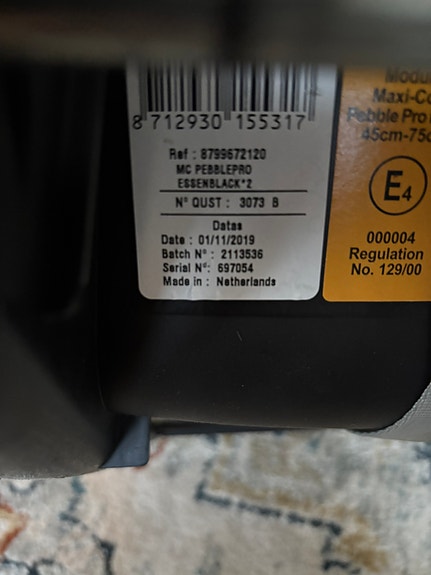 8 712930 155317
Ref : 8799672120
MC PEBBLEPRO
ESSENBLACK*2
N° QUST : 3073 B
Datas
Date : 01/11/2019
Batch N° : 2113536
Serial N°: 697054
Made in : Netherlands
Maxi-Co
Pebble Pro
45cm-75c
E4
000004
Regulation
No. 129/00